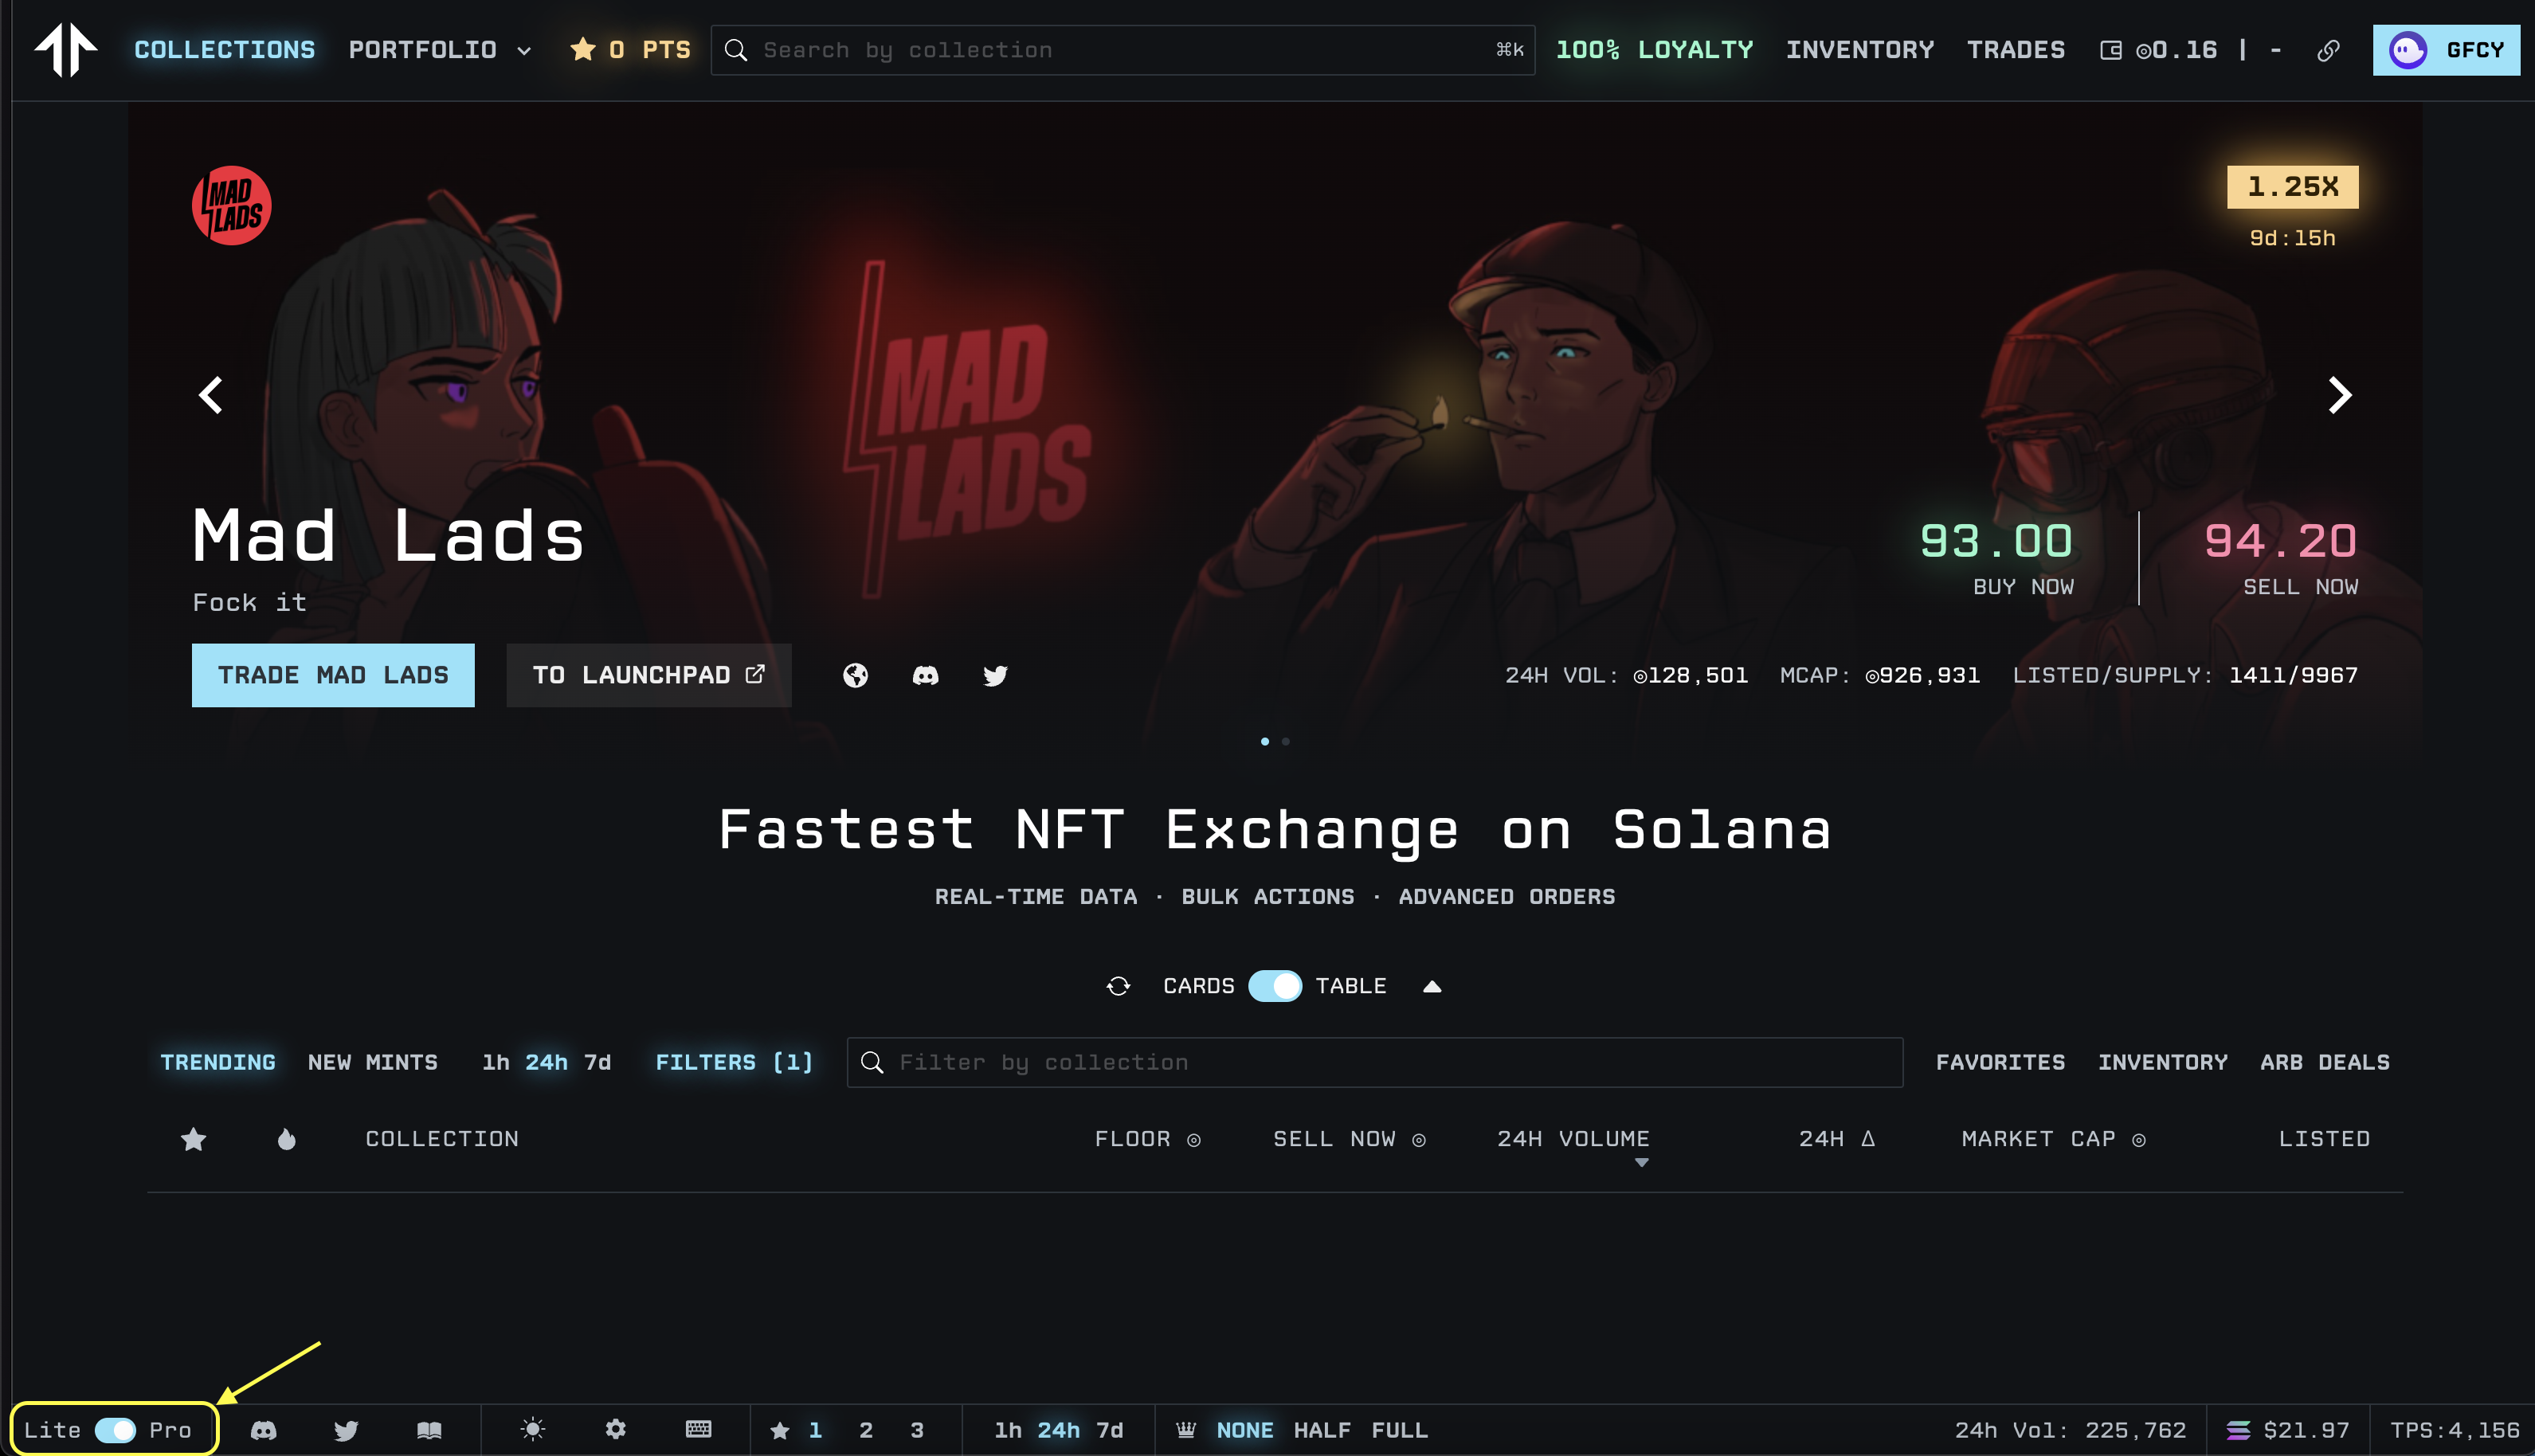 COLLECTIONS PORTFOLIO 0 PTS Search by collection ⌘k 100% LOYALTY INVENTORY TRADES ◎0.16 | - GFCY
MAD LADS
1.25X
9d:15h
MAD LADS
Mad Lads
Fock it
93.00 94.20
BUY NOW SELL NOW
TRADE MAD LADS TO LAUNCHPAD 24H VOL: ◎128,501 MCAP: ◎926,931 LISTED/SUPPLY: 1411/9967
Fastest NFT Exchange on Solana
REAL-TIME DATA · BULK ACTIONS · ADVANCED ORDERS
CARDS TABLE
TRENDING NEW MINTS 1h 24h 7d FILTERS [1] Filter by collection FAVORITES INVENTORY ARB DEALS
COLLECTION FLOOR ◎ SELL NOW ◎ 24H VOLUME 24H Δ MARKET CAP ◎ LISTED
Lite Pro 1 2 3 1h 24h 7d NONE HALF FULL 24h Vol: 225,762 $21.97 TPS:4,156